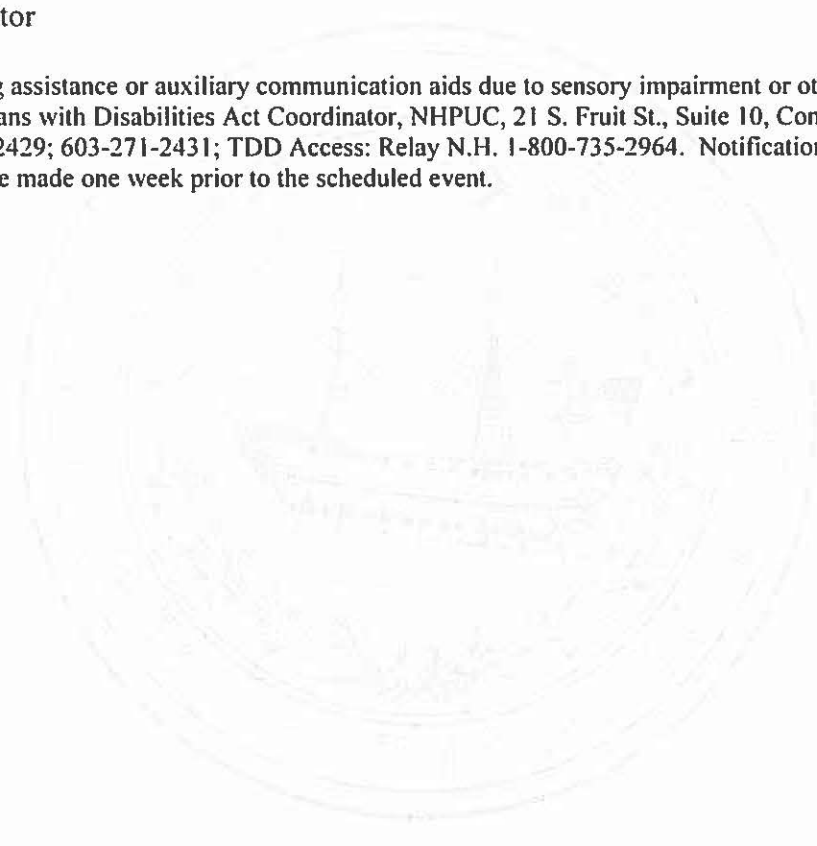 tor
g assistance or auxiliary communication aids due to sensory impairment or ot
ans with Disabilities Act Coordinator, NHPUC, 21 S. Fruit St., Suite 10, Con
2429; 603-271-2431; TDD Access: Relay N.H. 1-800-735-2964. Notification
e made one week prior to the scheduled event.